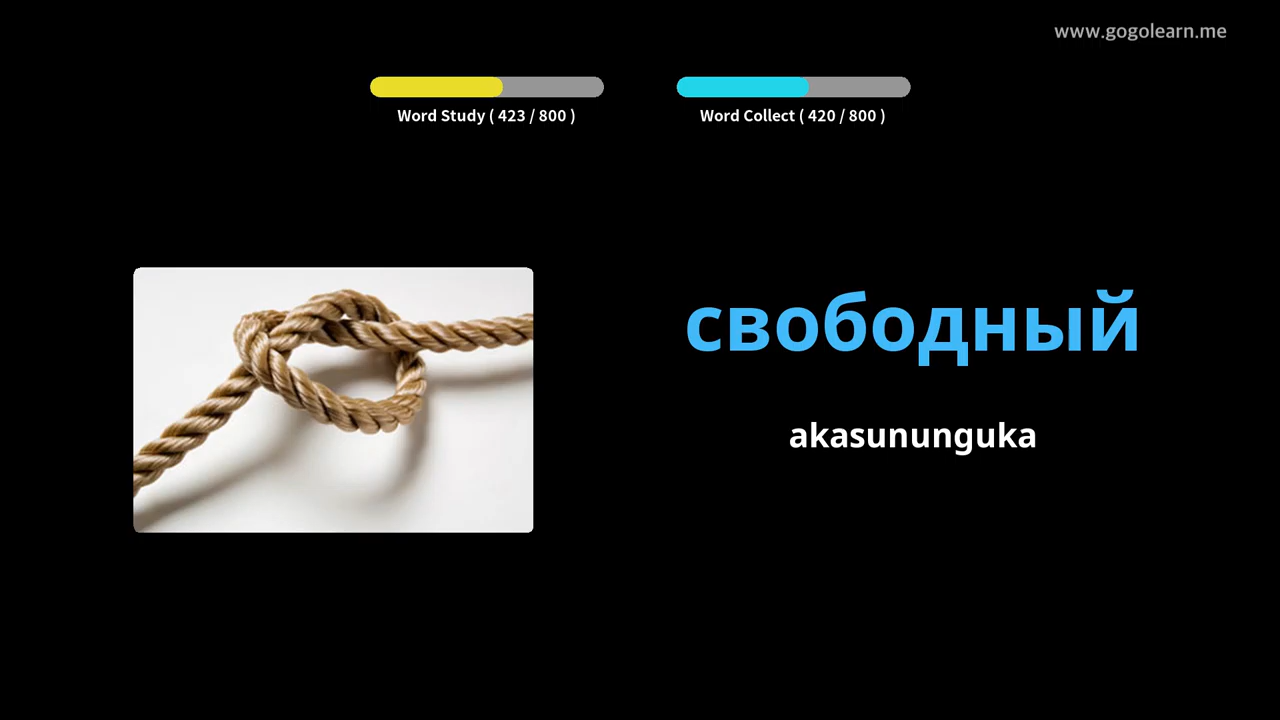 www.gogolearn.me
Word Study ( 423 / 800 )
Word Collect ( 420 / 800 )
свободный
akasununguka